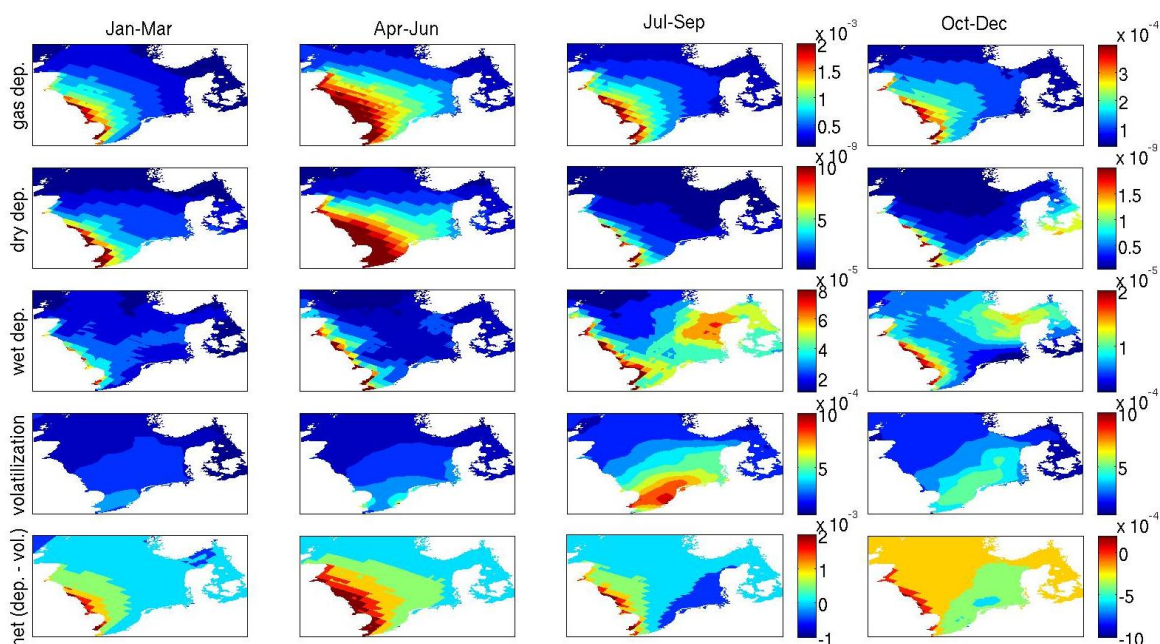 Jan-Mar Apr-Jun Jul-Sep Oct-Dec
gas dep.
x 10^-3
2
1.5
1
0.5
x 10^-4
4
3
2
1
dry dep.
x 10^-9
10
5
x 10^-9
1.5
1
0.5
wet dep.
x 10^-5
8
6
4
2
x 10^-5
2
1
volatilization
x 10^-4
10
5
x 10^-4
10
5
net (dep. - vol.)
x 10^-3
2
1
0
-1
x 10^-4
0
-5
-10